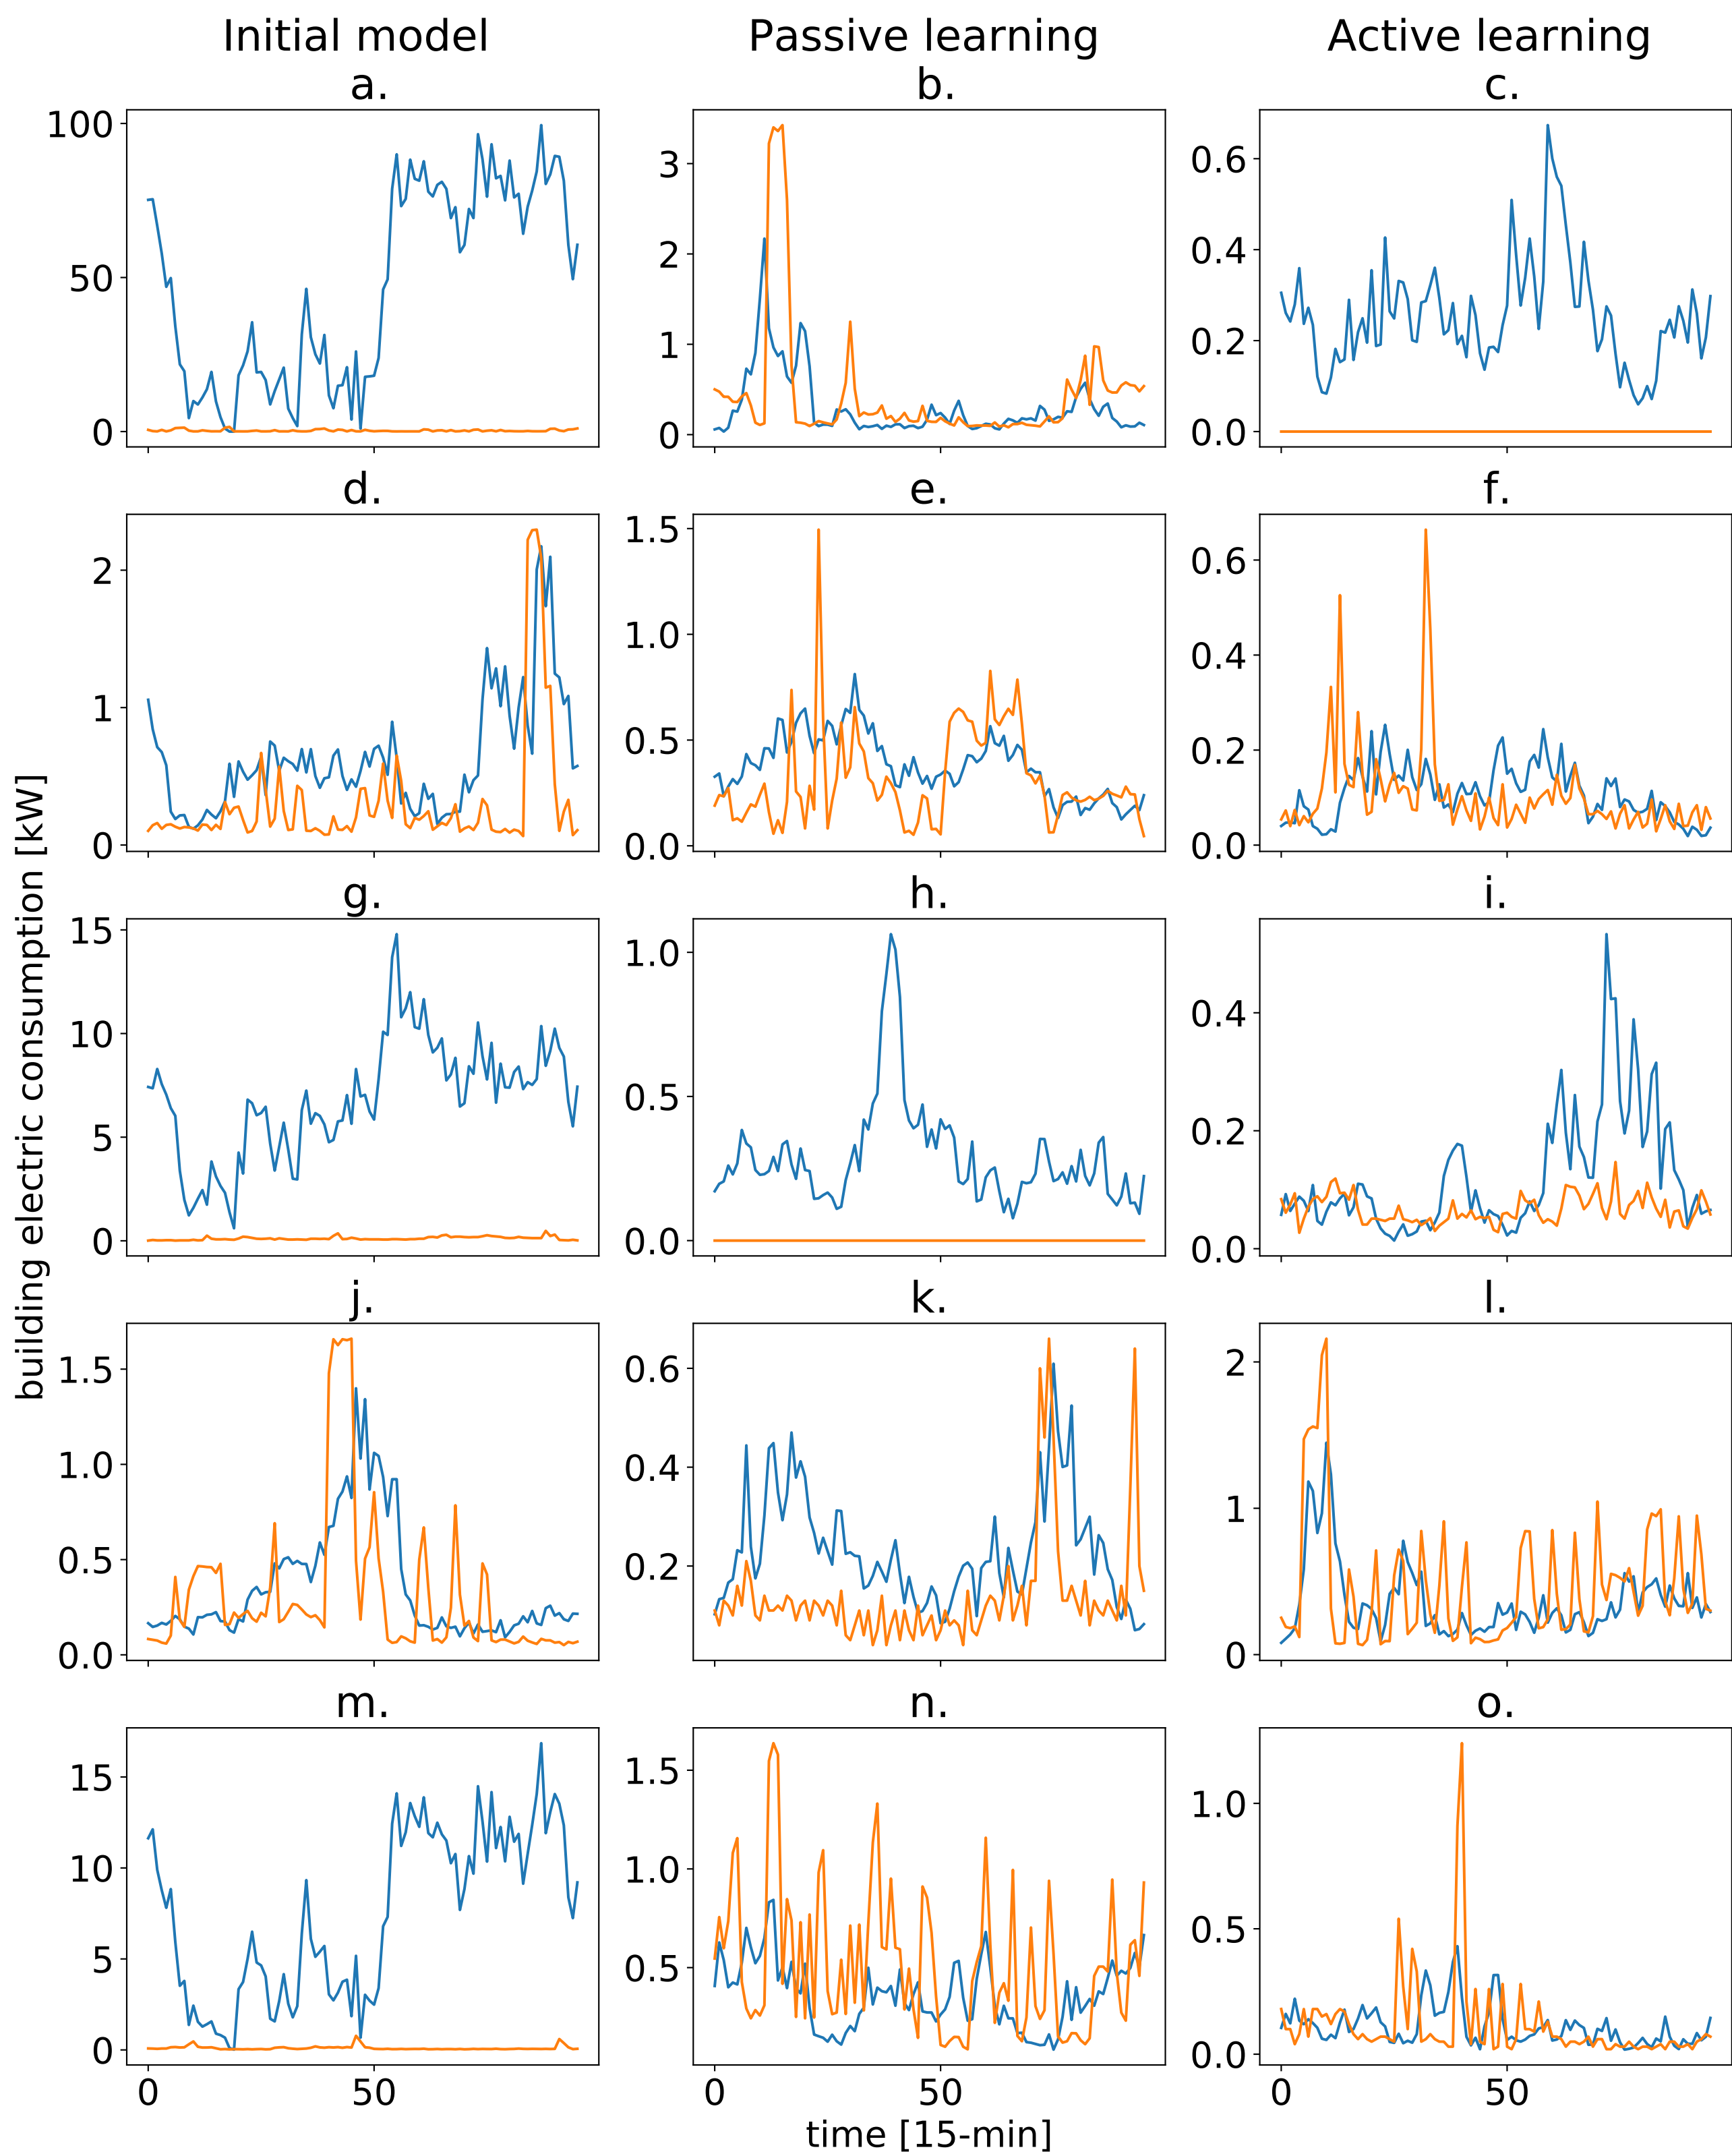 Initial model Passive learning Active learning
a. b. c.
100 3 0.6
50 2 0.4
0 1 0.2
0 0.0
d. e. f.
2 1.5 0.6
1 1.0 0.4
0 0.5 0.2
0.0 0.0
building electric consumption [kW]
g. h. i.
15 1.0 0.4
10 0.5 0.2
5 0.0 0.0
0
j. k. l.
1.5 0.6 2
1.0 0.4 1
0.5 0.2 0
0.0
m. n. o.
15 1.5 1.0
10 1.0 0.5
5 0.5 0.0
0
0 50 0 50 0 50
time [15-min]